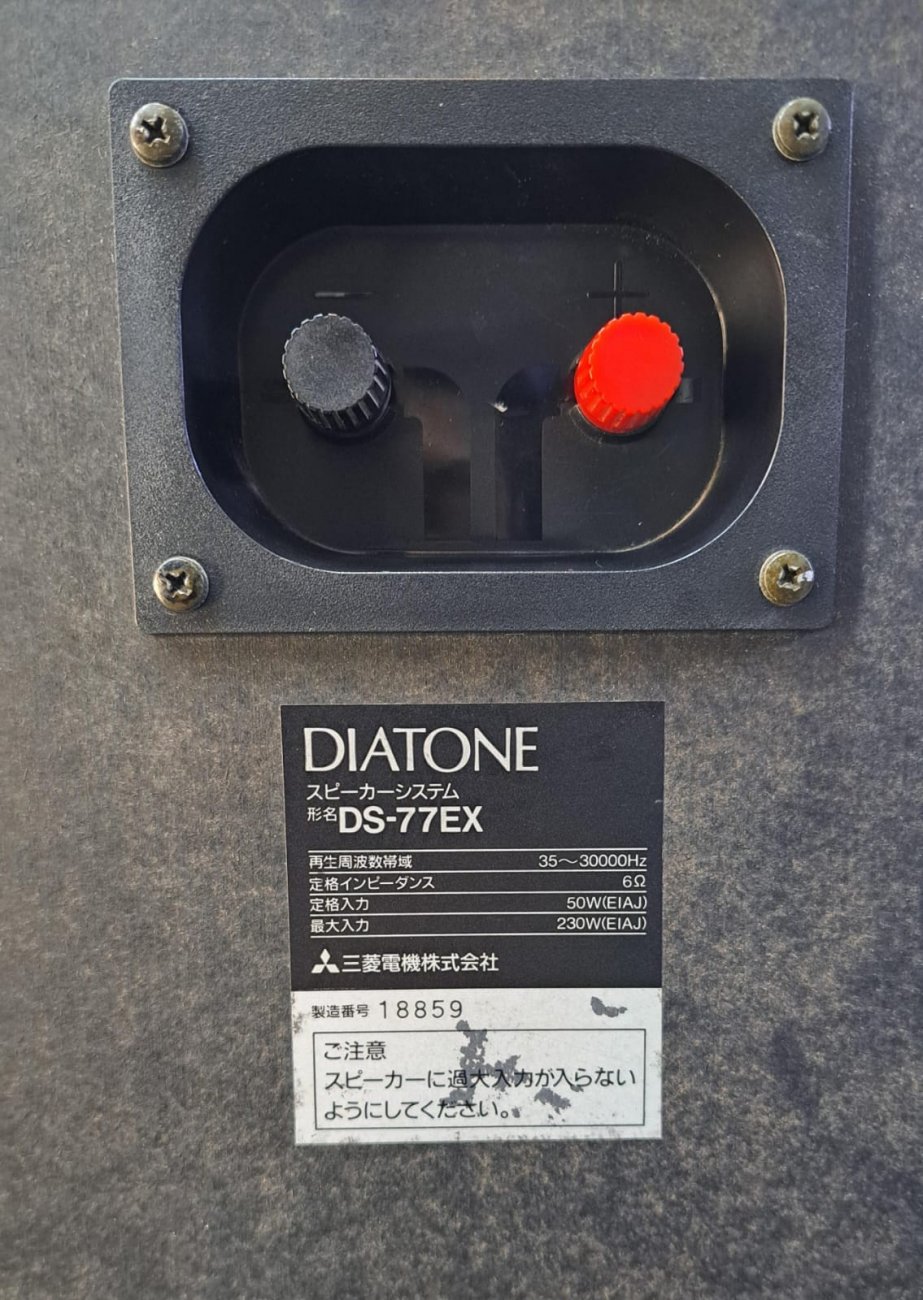 − +
DIATONE
スピーカーシステム
形名 DS-77EX
再生周波数帯域 35〜30000Hz
定格インピーダンス 6Ω
定格入力 50W(EIAJ)
最大入力 230W(EIAJ)
三菱電機株式会社
製造番号 18859
ご注意
スピーカーに過大入力が入らない
ようにしてください。